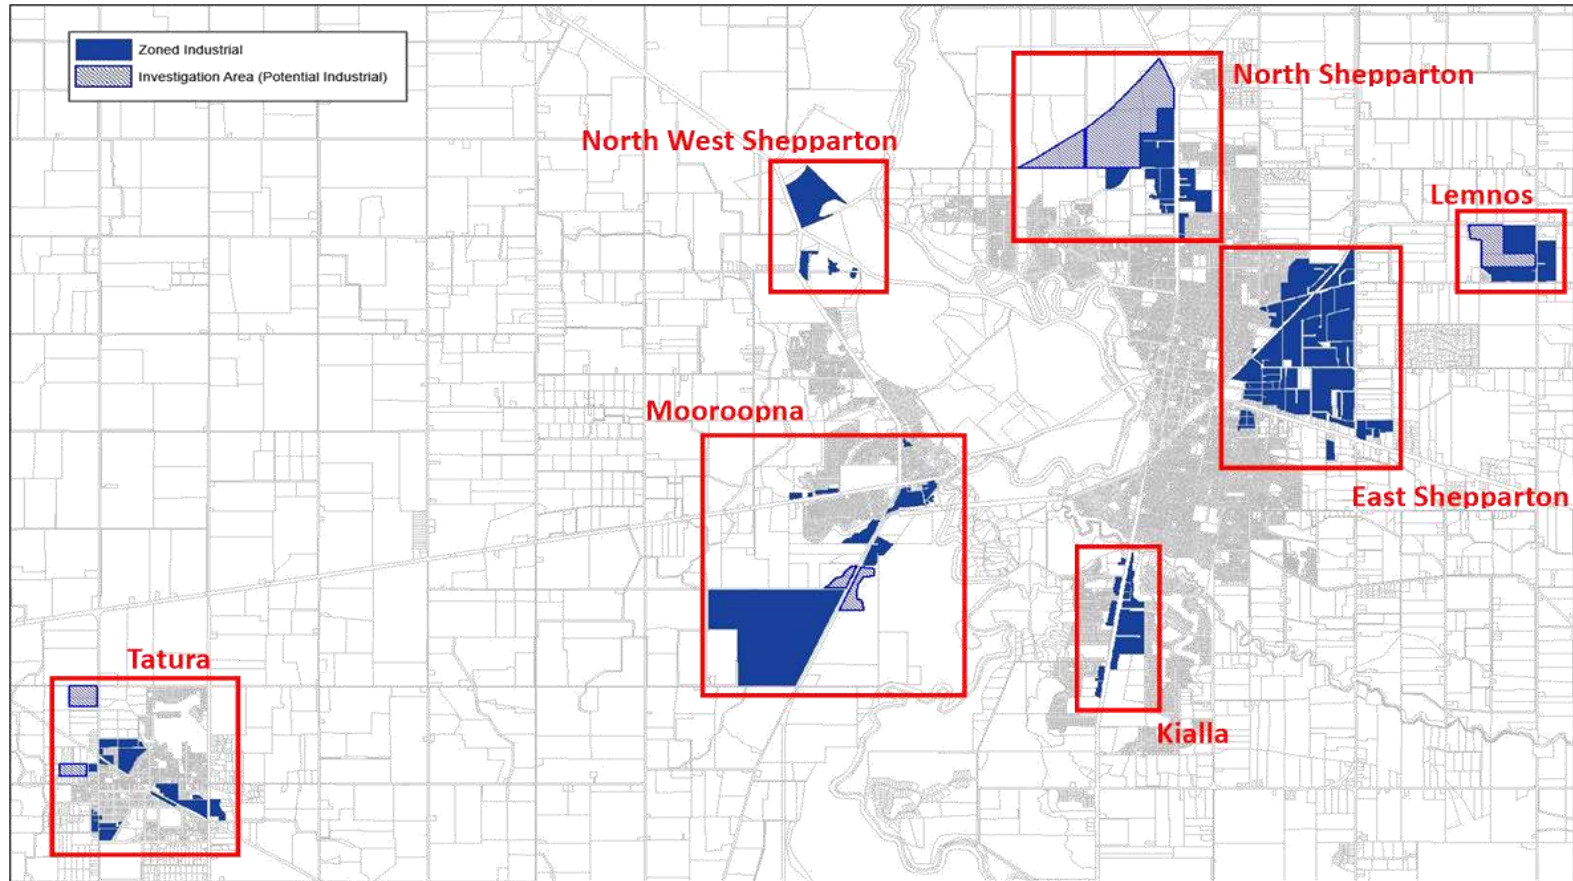 Zoned Industrial
Investigation Area (Potential Industrial)
North Shepparton
North West Shepparton
Lemnos
Mooroopna
East Shepparton
Tatura
Kialla